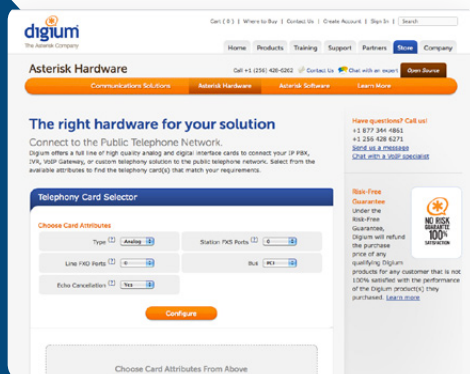 Cart ( 0 ) | Where to Buy | Contact Us | Create Account | Sign In | Search
digium
The Asterisk Company
Home Products Training Support Partners Store Company
Asterisk Hardware
Call +1 (256) 428-6262 Contact Us Chat with an expert Open Source
Communications Solutions Asterisk Hardware Asterisk Software Learn More
The right hardware for your solution
Connect to the Public Telephone Network.
Digium offers a full line of high quality analog and digital interface cards to connect your IP PBX,
IVR, VoIP Gateway, or custom telephony solution to the public telephone network. Select from the
available attributes to find the telephony card(s) that match your requirements.
Have questions? Call us!
+1 877 344 4861
+1 256 428 6271
Send us a message
Chat with a VoIP specialist
Telephony Card Selector
Choose Card Attributes
Type [?] Analog Station FXS Ports [?] 0
Line FXO Ports [?] 0 Bus PCI
Echo Cancellation [?] Yes
Configure
Choose Card Attributes From Above
Risk-Free
Guarantee
Under the
Risk-Free
Guarantee,
Digium will refund
the purchase
price of any
qualifying Digium
products for any customer that is not
100% satisfied with the performance
of the Digium product(s) they
purchased. Learn more
NO RISK
GUARANTEE
100%
SATISFACTION